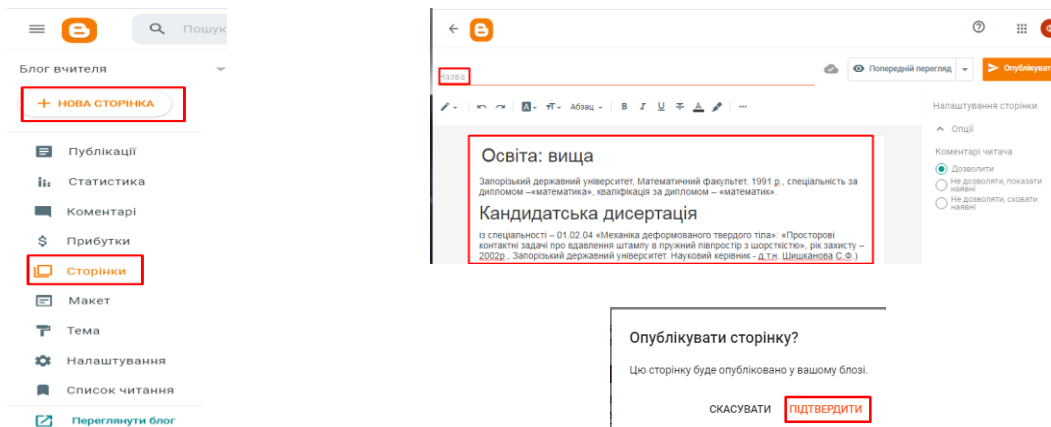 Пошук
Блог вчителя
+ НОВА СТОРІНКА
Публікації
Статистика
Коментарі
Прибутки
Сторінки
Макет
Тема
Налаштування
Список читання
Переглянути блог
Назва
Попередній перегляд
Опублікуват
Абзац
B I U
Освіта: вища
Запорізький державний університет, Математичний факультет, 1991 р., спеціальність за
дипломом –«математика», кваліфікація за дипломом – «математик».
Кандидатська дисертація
із спеціальності – 01.02.04 «Механіка деформованого твердого тіла»: «Просторові
контактні задачі про вдавлення штампу в пружний півпростір з шорсткістю», рік захисту –
2002р., Запорізький державний університет. Науковий керівник - д.т.н. Шишканова С.Ф.)
Налаштування сторінки
Опції
Коментарі читача
Дозволити
Не дозволяти, показати
наявні
Не дозволяти, сховати
наявні
Опублікувати сторінку?
Цю сторінку буде опубліковано у вашому блозі.
СКАСУВАТИ ПІДТВЕРДИТИ